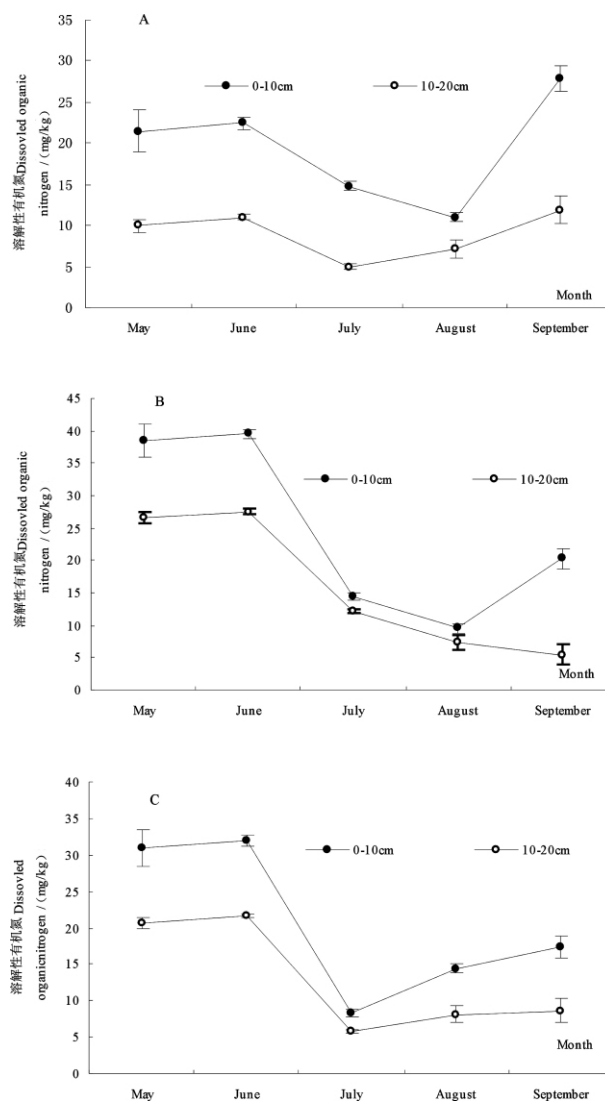 A
35
30
25
20
15
10
5
0
溶解性有机氮Dissovled organic
nitrogen /（mg/kg）
0-10cm
10-20cm
Month
May
June
July
August
September
B
45
40
35
30
25
20
15
10
5
0
溶解性有机氮Dissovled organic
nitrogen /（mg/kg）
0-10cm
10-20cm
Month
May
June
July
August
September
C
40
35
30
25
20
15
10
5
0
溶解性有机氮 Dissovled
organicnitrogen /（mg/kg）
0-10cm
10-20cm
Month
May
June
July
August
September